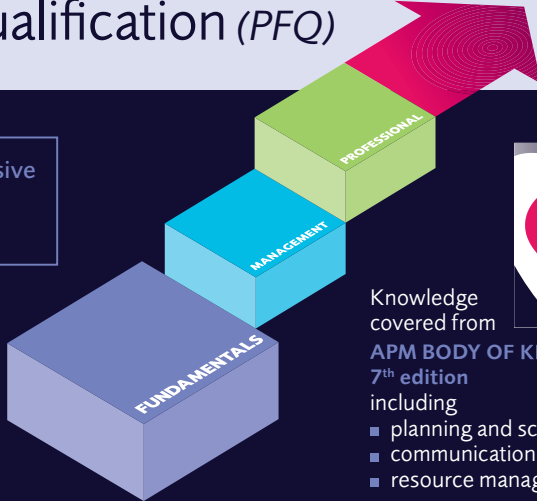 ualification (PFQ)
sive
PROFESSIONAL
MANAGEMENT
FUNDAMENTALS
Knowledge
covered from
APM BODY OF K
7th edition
including
planning and sc
communication
resource manag